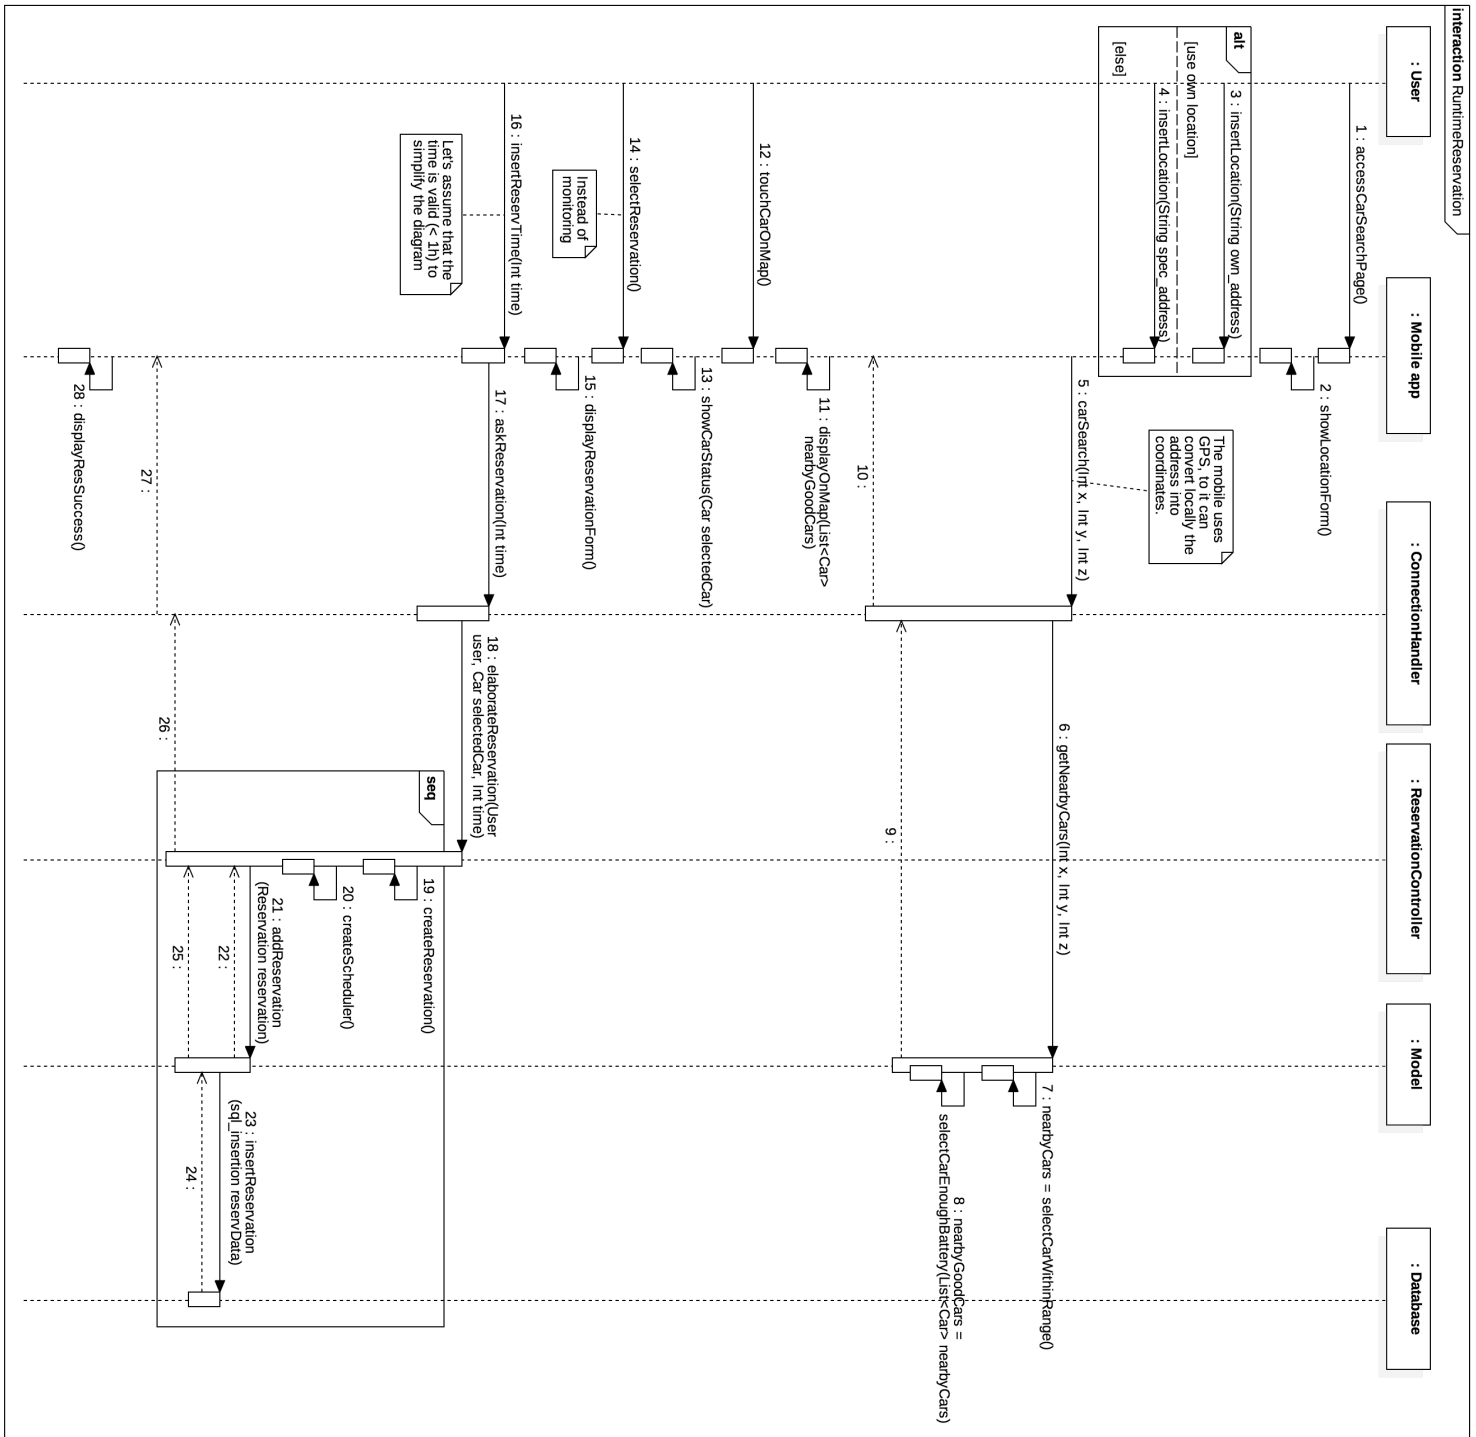 interaction RuntimeReservation
: User
: Mobile app
: ConnectionHandler
: ReservationController
: Model
: Database
1 : accessCarSearchPage()
2 : showLocationForm()
alt
3 : insertLocation(String own_address)
[use own location]
4 : insertLocation(String spec_address)
[else]
The mobile uses
GPS, to it can
convert locally the
address into
coordinates.
5 : carSearch(Int x, Int y, Int z)
6 : getNearbyCars(Int x, Int y, Int z)
7 : nearbyCars = selectCarWithinRange()
8 : nearbyGoodCars =
selectCarEnoughBattery(List<Car> nearbyCars)
9 :
10 :
11 : displayOnMap(List<Car>
nearbyGoodCars)
12 : touchCarOnMap()
13 : showCarStatus(Car selectedCar)
14 : selectReservation()
Instead of
monitoring
15 : displayReservationForm()
16 : insertReservTime(Int time)
Let's assume that the
time is valid (< 1h) to
simplify the diagram
17 : askReservation(Int time)
18 : elaborateReservation(User
user, Car selectedCar, Int time)
seq
19 : createReservation()
20 : createScheduler()
21 : addReservation
(Reservation reservation)
22 :
23 : insertReservation
(sql_insertion reservData)
24 :
25 :
26 :
27 :
28 : displayResSuccess()